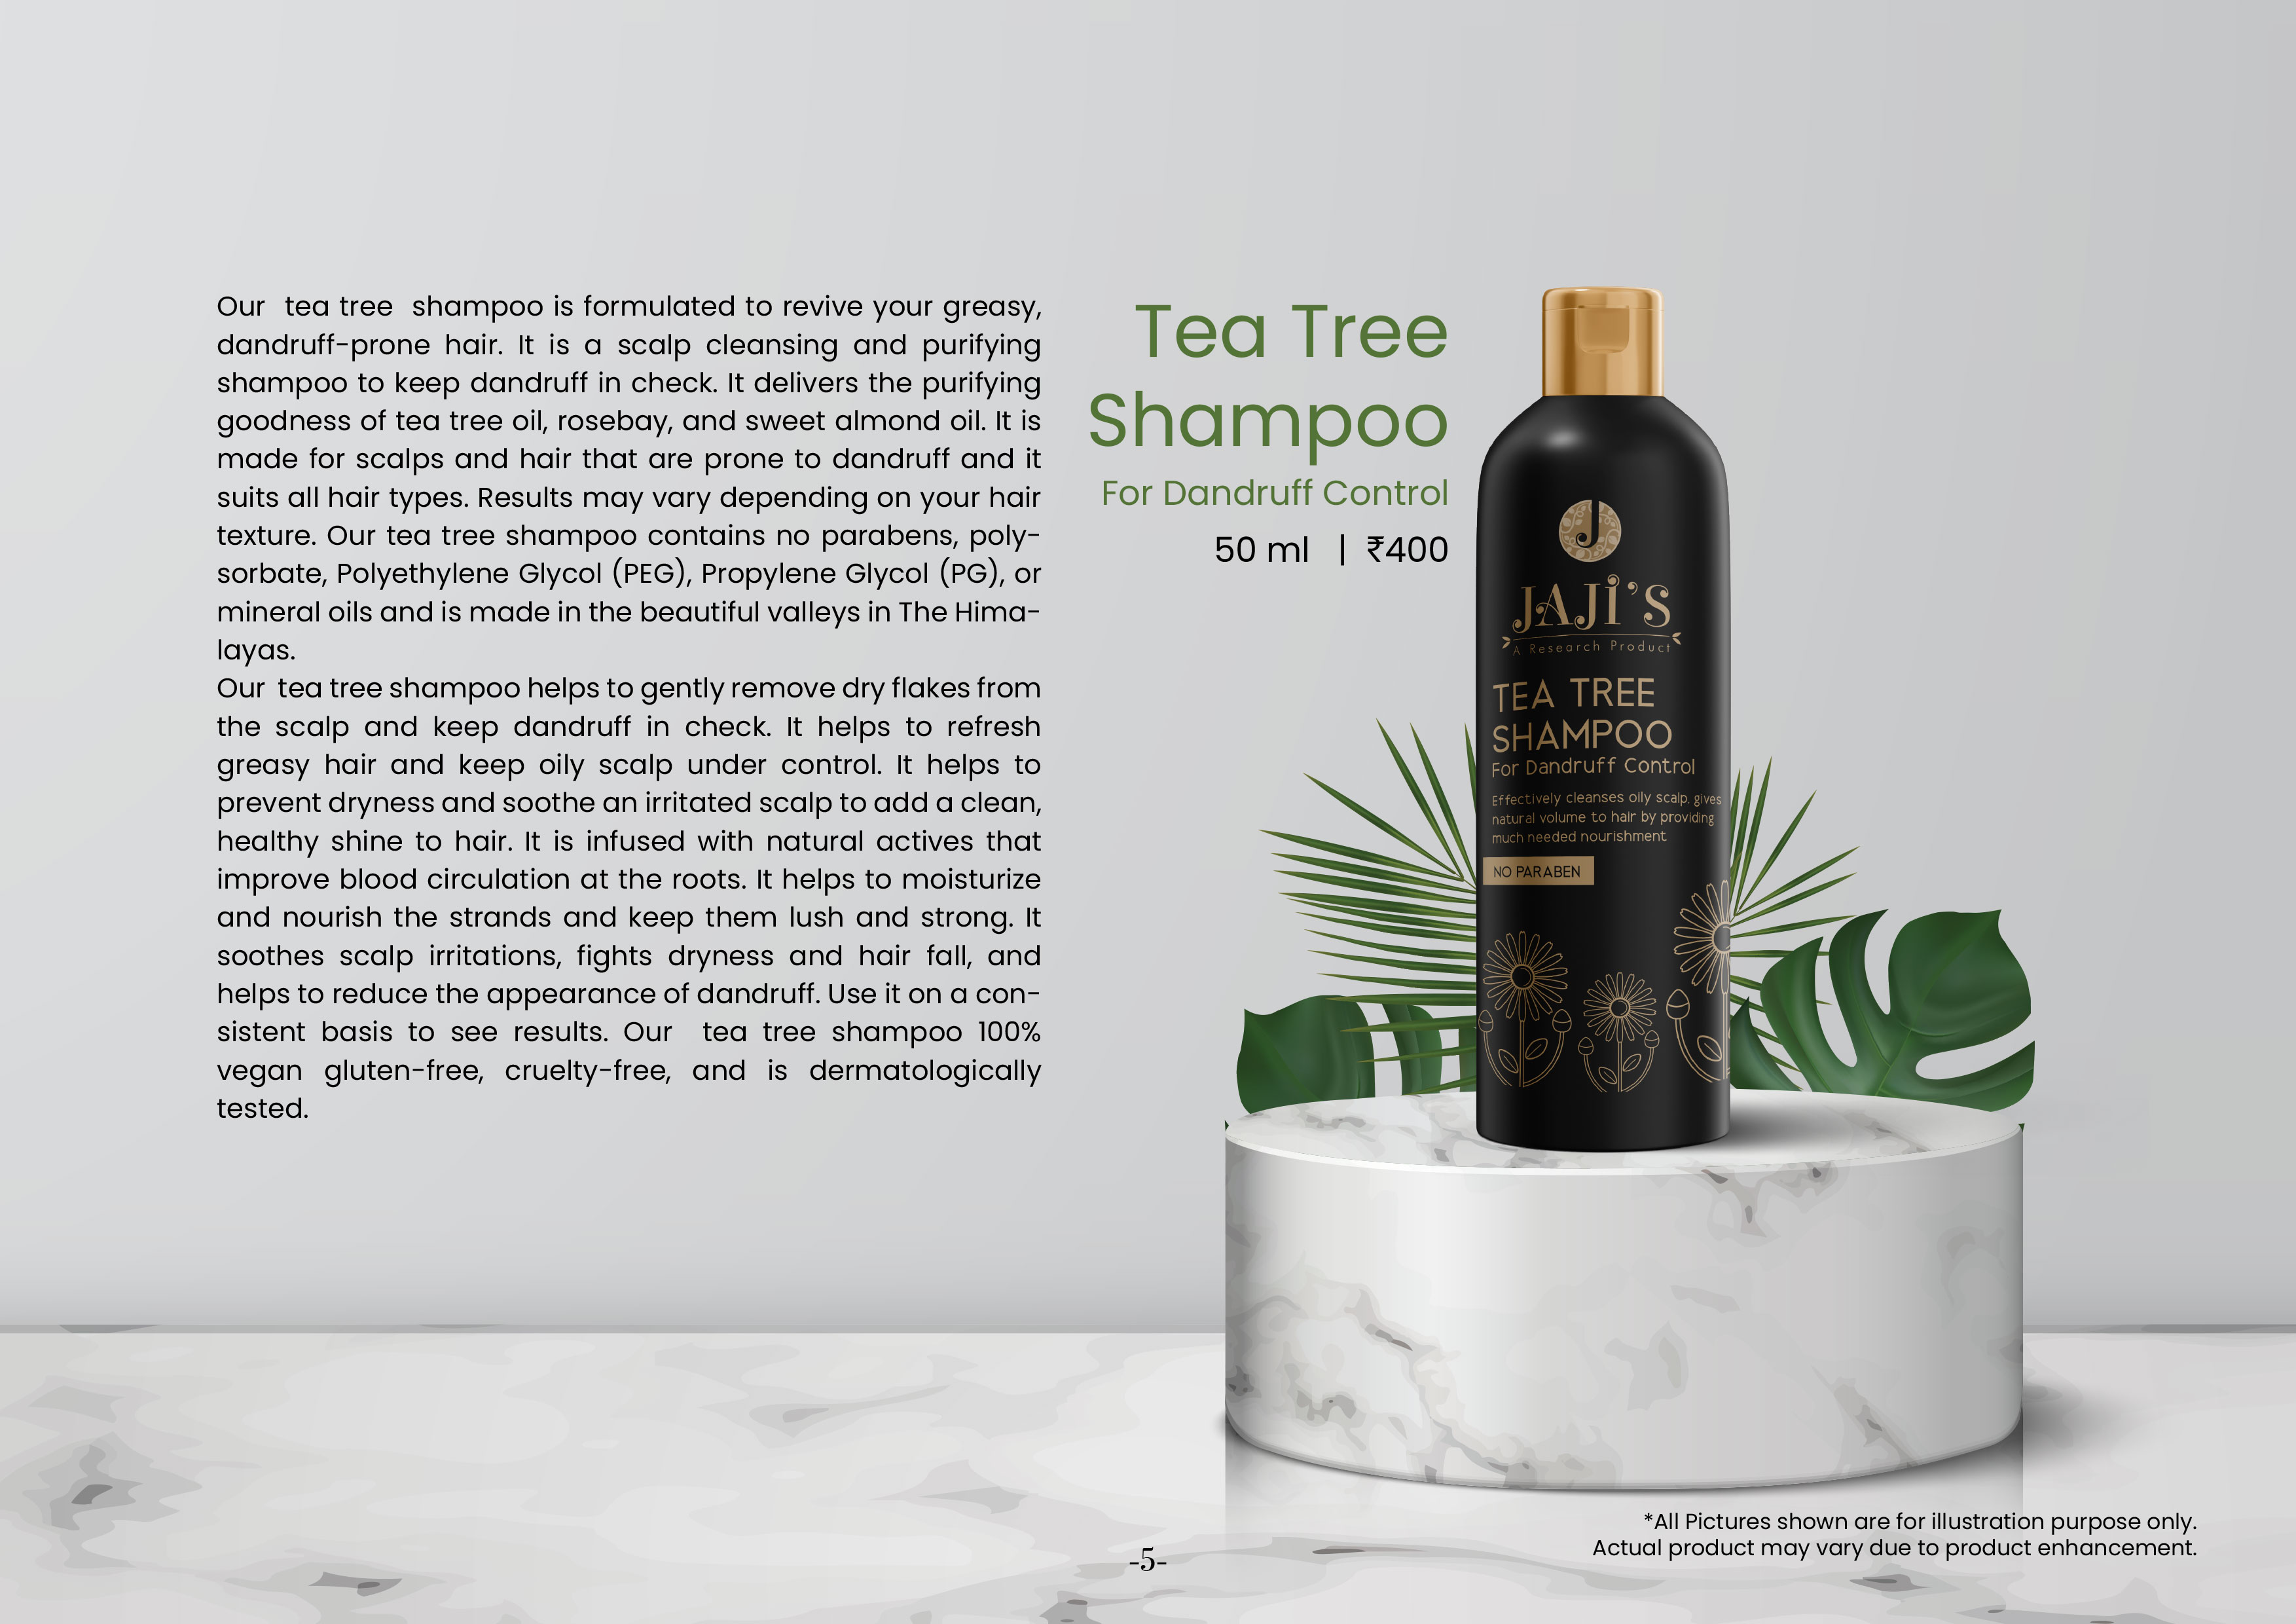 Our tea tree shampoo is formulated to revive your greasy,
dandruff-prone hair. It is a scalp cleansing and purifying
shampoo to keep dandruff in check. It delivers the purifying
goodness of tea tree oil, rosebay, and sweet almond oil. It is
made for scalps and hair that are prone to dandruff and it
suits all hair types. Results may vary depending on your hair
texture. Our tea tree shampoo contains no parabens, poly-
sorbate, Polyethylene Glycol (PEG), Propylene Glycol (PG), or
mineral oils and is made in the beautiful valleys in The Hima-
layas.
Our tea tree shampoo helps to gently remove dry flakes from
the scalp and keep dandruff in check. It helps to refresh
greasy hair and keep oily scalp under control. It helps to
prevent dryness and soothe an irritated scalp to add a clean,
healthy shine to hair. It is infused with natural actives that
improve blood circulation at the roots. It helps to moisturize
and nourish the strands and keep them lush and strong. It
soothes scalp irritations, fights dryness and hair fall, and
helps to reduce the appearance of dandruff. Use it on a con-
sistent basis to see results. Our tea tree shampoo 100%
vegan gluten-free, cruelty-free, and is dermatologically
tested.
Tea Tree
Shampoo
For Dandruff Control
50 ml | ₹400
J
JAJI'S
A Research Product
TEA TREE
SHAMPOO
For Dandruff Control
Effectively cleanses oily scalp, gives
natural volume to hair by providing
much needed nourishment
NO PARABEN
*All Pictures shown are for illustration purpose only.
Actual product may vary due to product enhancement.
-5-